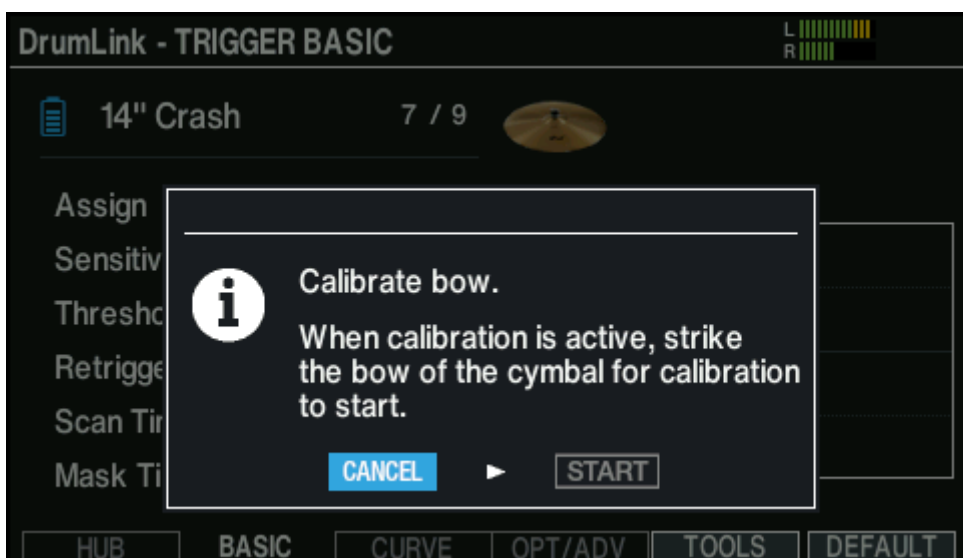 DrumLink - TRIGGER BASIC
L
R
14" Crash 7 / 9
Assign
Sensitiv
Thresho
Retrigge
Scan Tir
Mask Ti
i
Calibrate bow.
When calibration is active, strike
the bow of the cymbal for calibration
to start.
CANCEL ► START
HUB BASIC CURVE OPT/ADV TOOLS DEFAULT